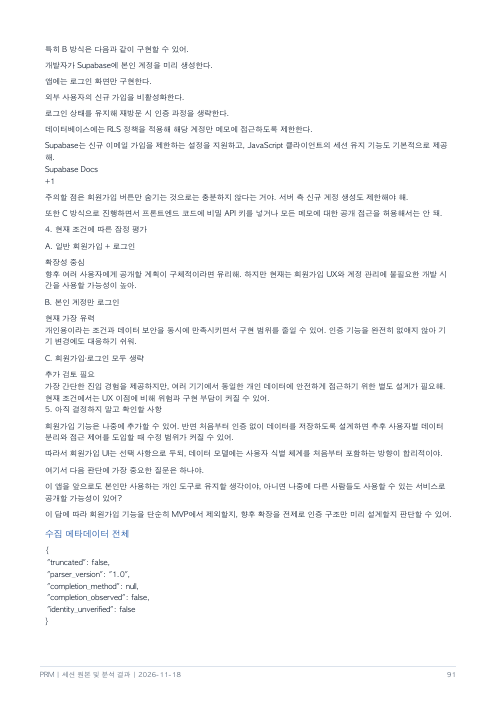 특히 B 방식은 다음과 같이 구현할 수 있어.
개발자가 Supabase에 본인 계정을 미리 생성한다.
앱에는 로그인 화면만 구현한다.
외부 사용자의 신규 가입을 비활성화한다.
로그인 상태를 유지해 재방문 시 인증 과정을 생략한다.
데이터베이스에는 RLS 정책을 적용해 해당 계정만 메모에 접근하도록 제한한다.
Supabase는 신규 이메일 가입을 제한하는 설정을 지원하고, JavaScript 클라이언트의 세션 유지 기능도 기본적으로 제공
해.
Supabase Docs
+1
주의할 점은 회원가입 버튼만 숨기는 것으로는 충분하지 않다는 거야. 서버 측 신규 계정 생성도 제한해야 해.
또한 C 방식으로 진행하면서 프론트엔드 코드에 비밀 API 키를 넣거나 모든 메모에 대한 공개 접근을 허용해서는 안 돼.
4. 현재 조건에 따른 잠정 평가
A. 일반 회원가입 + 로그인
확장성 중심
향후 여러 사용자에게 공개할 계획이 구체적이라면 유리해. 하지만 현재는 회원가입 UX와 계정 관리에 불필요한 개발 시
간을 사용할 가능성이 높아.
B. 본인 계정만 로그인
현재 가장 유력
개인용이라는 조건과 데이터 보안을 동시에 만족시키면서 구현 범위를 줄일 수 있어. 인증 기능을 완전히 없애지 않아 기
기 변경에도 대응하기 쉬워.
C. 회원가입·로그인 모두 생략
추가 검토 필요
가장 간단한 진입 경험을 제공하지만, 여러 기기에서 동일한 개인 데이터에 안전하게 접근하기 위한 별도 설계가 필요해.
현재 조건에서는 UX 이점에 비해 위험과 구현 부담이 커질 수 있어.
5. 아직 결정하지 말고 확인할 사항
회원가입 기능은 나중에 추가할 수 있어. 반면 처음부터 인증 없이 데이터를 저장하도록 설계하면 추후 사용자별 데이터
분리와 접근 제어를 도입할 때 수정 범위가 커질 수 있어.
따라서 회원가입 UI는 선택 사항으로 두되, 데이터 모델에는 사용자 식별 체계를 처음부터 포함하는 방향이 합리적이야.
여기서 다음 판단에 가장 중요한 질문은 하나야.
이 앱을 앞으로도 본인만 사용하는 개인 도구로 유지할 생각이야, 아니면 나중에 다른 사람들도 사용할 수 있는 서비스로
공개할 가능성이 있어?
이 답에 따라 회원가입 기능을 단순히 MVP에서 제외할지, 향후 확장을 전제로 인증 구조만 미리 설계할지 판단할 수 있어.
수집 메타데이터 전체
{
"truncated": false,
"parser_version": "1.0",
"completion_method": null,
"completion_observed": false,
"identity_unverified": false
}
PRM | 세션 원본 및 분석 결과 | 2026-11-18
91